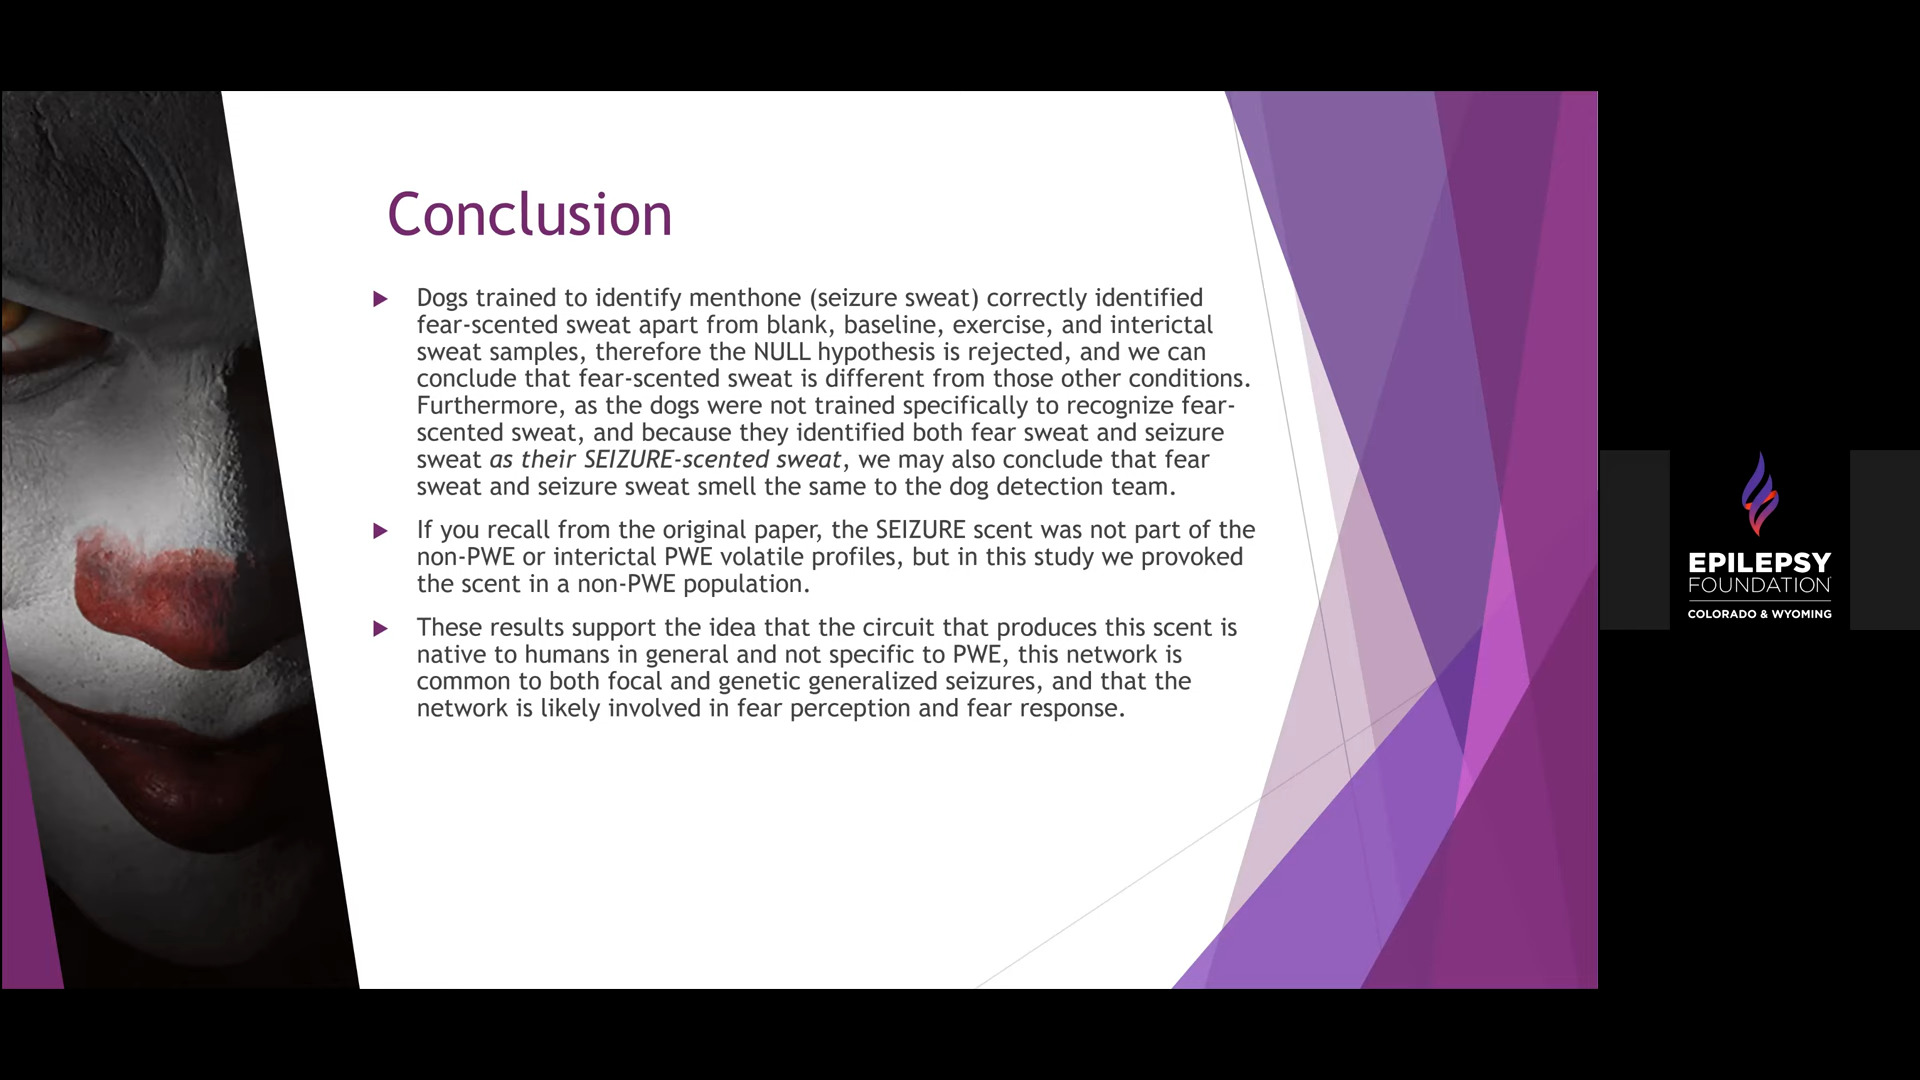 Conclusion
Dogs trained to identify menthone (seizure sweat) correctly identified
fear-scented sweat apart from blank, baseline, exercise, and interictal
sweat samples, therefore the NULL hypothesis is rejected, and we can
conclude that fear-scented sweat is different from those other conditions.
Furthermore, as the dogs were not trained specifically to recognize fear-
scented sweat, and because they identified both fear sweat and seizure
sweat as their SEIZURE-scented sweat, we may also conclude that fear
sweat and seizure sweat smell the same to the dog detection team.
If you recall from the original paper, the SEIZURE scent was not part of the
non-PWE or interictal PWE volatile profiles, but in this study we provoked
the scent in a non-PWE population.
These results support the idea that the circuit that produces this scent is
native to humans in general and not specific to PWE, this network is
common to both focal and genetic generalized seizures, and that the
network is likely involved in fear perception and fear response.
EPILEPSY
FOUNDATION
COLORADO & WYOMING